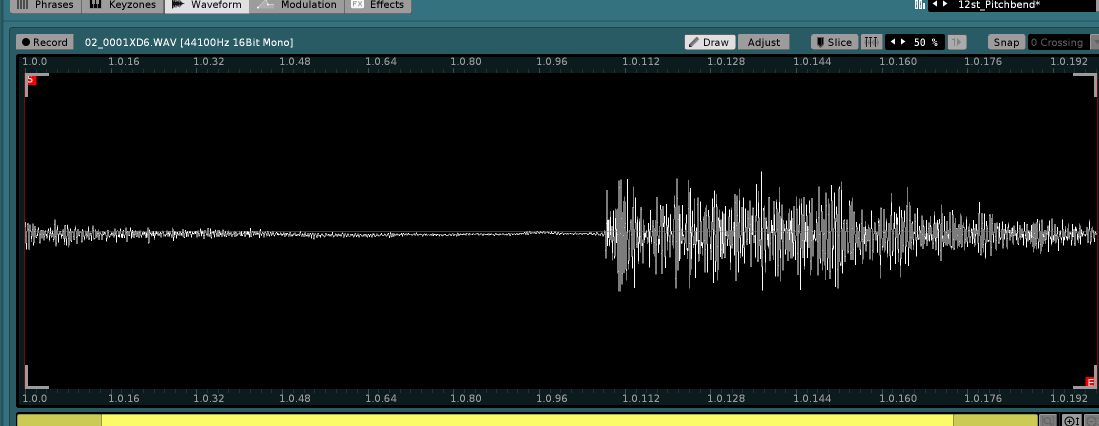 Phrases Keyzones Waveform Modulation FX Effects 12st_Pitchbend*
Record 02_0001XD6.WAV [44100Hz 16Bit Mono] Draw Adjust Slice 50 % Snap 0 Crossing
1.0.0 1.0.16 1.0.32 1.0.48 1.0.64 1.0.80 1.0.96 1.0.112 1.0.128 1.0.144 1.0.160 1.0.176 1.0.192
S
E
1.0.0 1.0.16 1.0.32 1.0.48 1.0.64 1.0.80 1.0.96 1.0.112 1.0.128 1.0.144 1.0.160 1.0.176 1.0.192